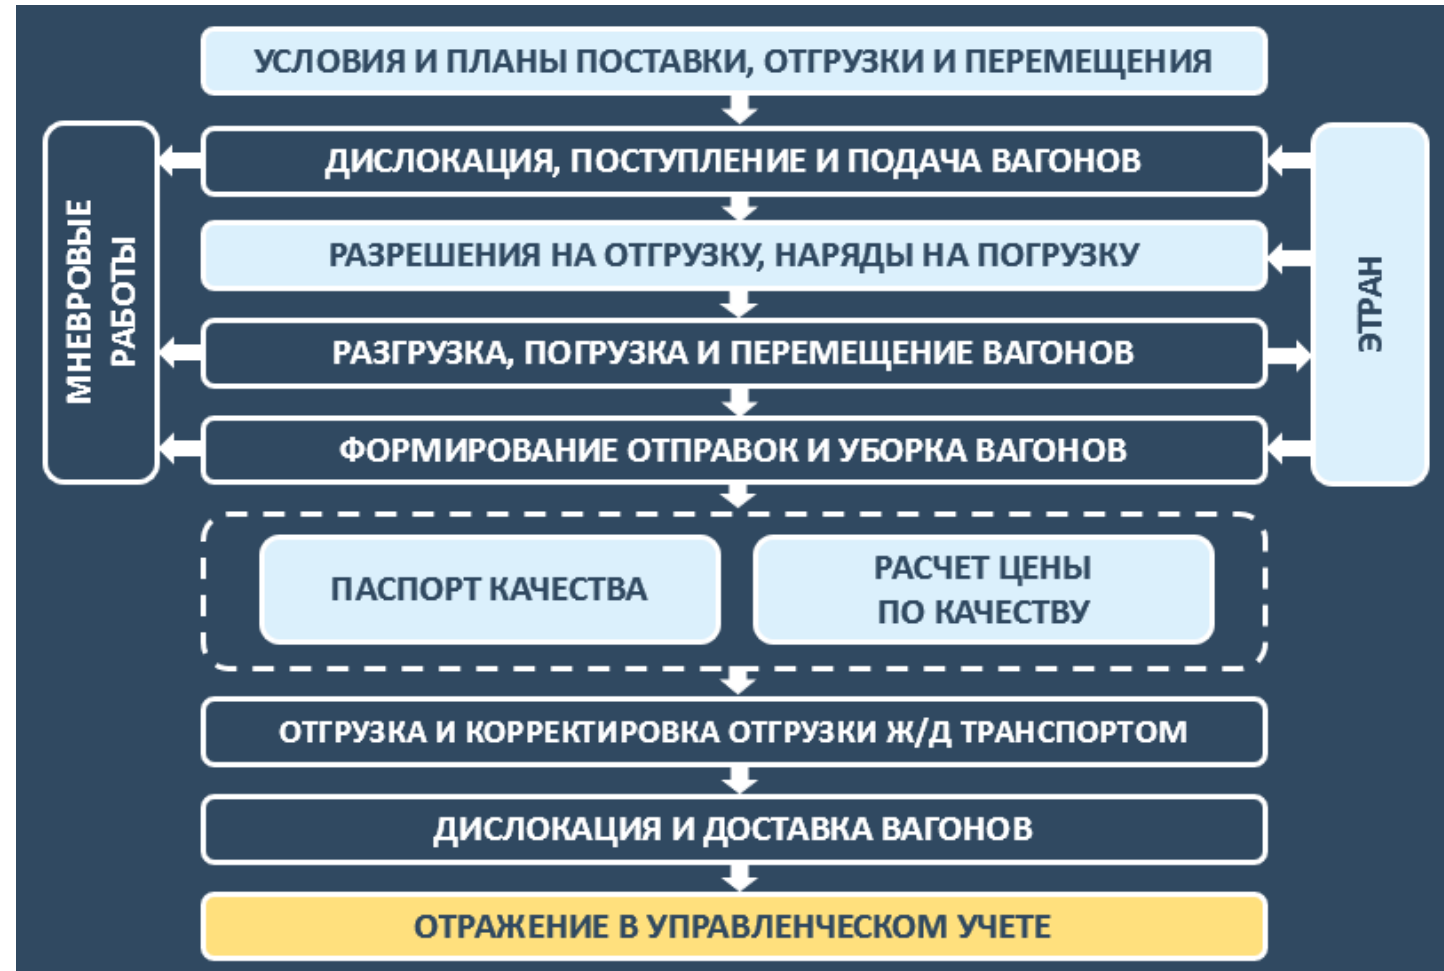 УСЛОВИЯ И ПЛАНЫ ПОСТАВКИ, ОТГРУЗКИ И ПЕРЕМЕЩЕНИЯ
ДИСЛОКАЦИЯ, ПОСТУПЛЕНИЕ И ПОДАЧА ВАГОНОВ
МНЕВРОВЫЕ
РАБОТЫ
РАЗРЕШЕНИЯ НА ОТГРУЗКУ, НАРЯДЫ НА ПОГРУЗКУ
ЭТРАН
РАЗГРУЗКА, ПОГРУЗКА И ПЕРЕМЕЩЕНИЕ ВАГОНОВ
ФОРМИРОВАНИЕ ОТПРАВОК И УБОРКА ВАГОНОВ
ПАСПОРТ КАЧЕСТВА
РАСЧЕТ ЦЕНЫ
ПО КАЧЕСТВУ
ОТГРУЗКА И КОРРЕКТИРОВКА ОТГРУЗКИ Ж/Д ТРАНСПОРТОМ
ДИСЛОКАЦИЯ И ДОСТАВКА ВАГОНОВ
ОТРАЖЕНИЕ В УПРАВЛЕНЧЕСКОМ УЧЕТЕ